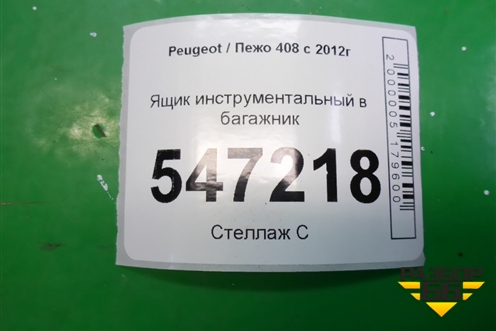 Peugeot / Пежо 408 с 2012г
Ящик инструментальный в
багажник
547218
Стеллаж С
2000005179600